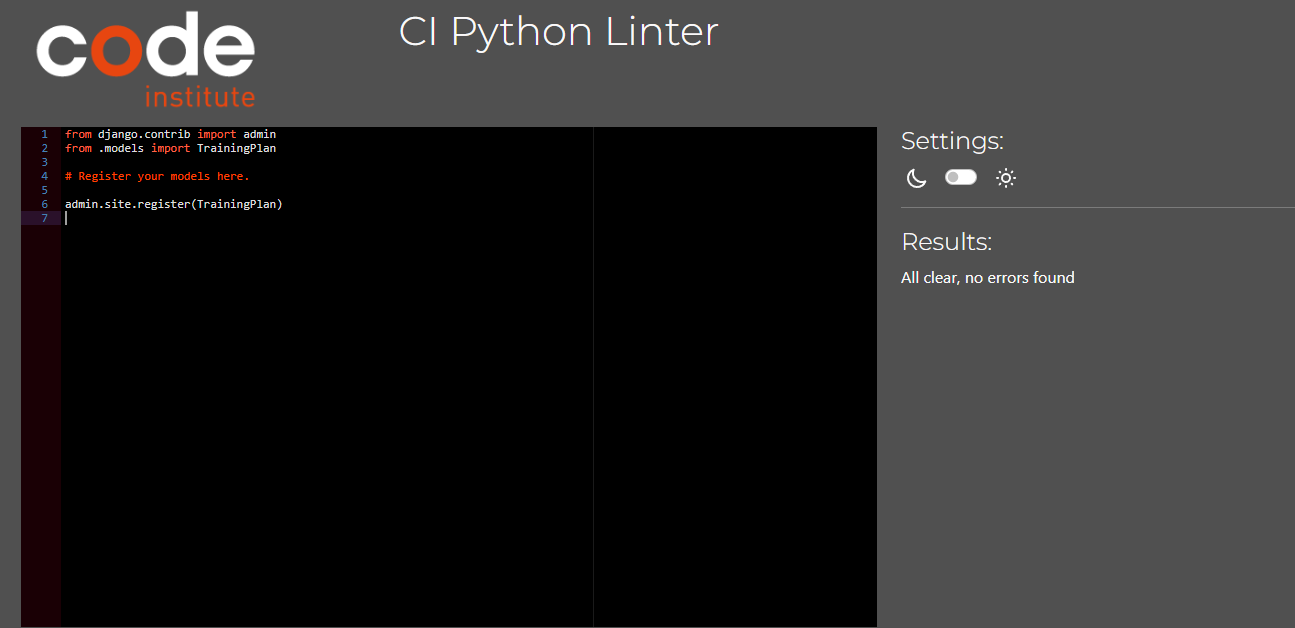 code
institute
CI Python Linter
1 from django.contrib import admin
2 from .models import TrainingPlan
3
4 # Register your models here.
5
6 admin.site.register(TrainingPlan)
7
Settings:
Results:
All clear, no errors found